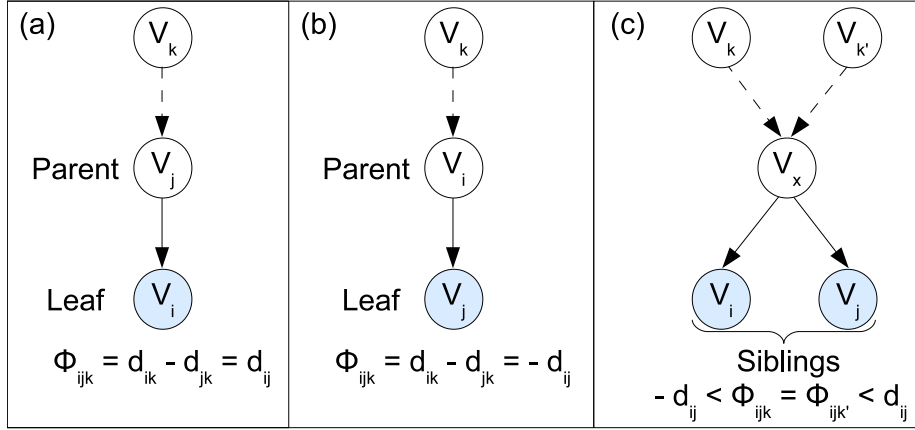 (a)
V_k
Parent
V_j
Leaf
V_i
Φ_ijk = d_ik - d_jk = d_ij
(b)
V_k
Parent
V_i
Leaf
V_j
Φ_ijk = d_ik - d_jk = - d_ij
(c)
V_k
V_k'
V_x
V_i
V_j
Siblings
- d_ij < Φ_ijk = Φ_ijk' < d_ij